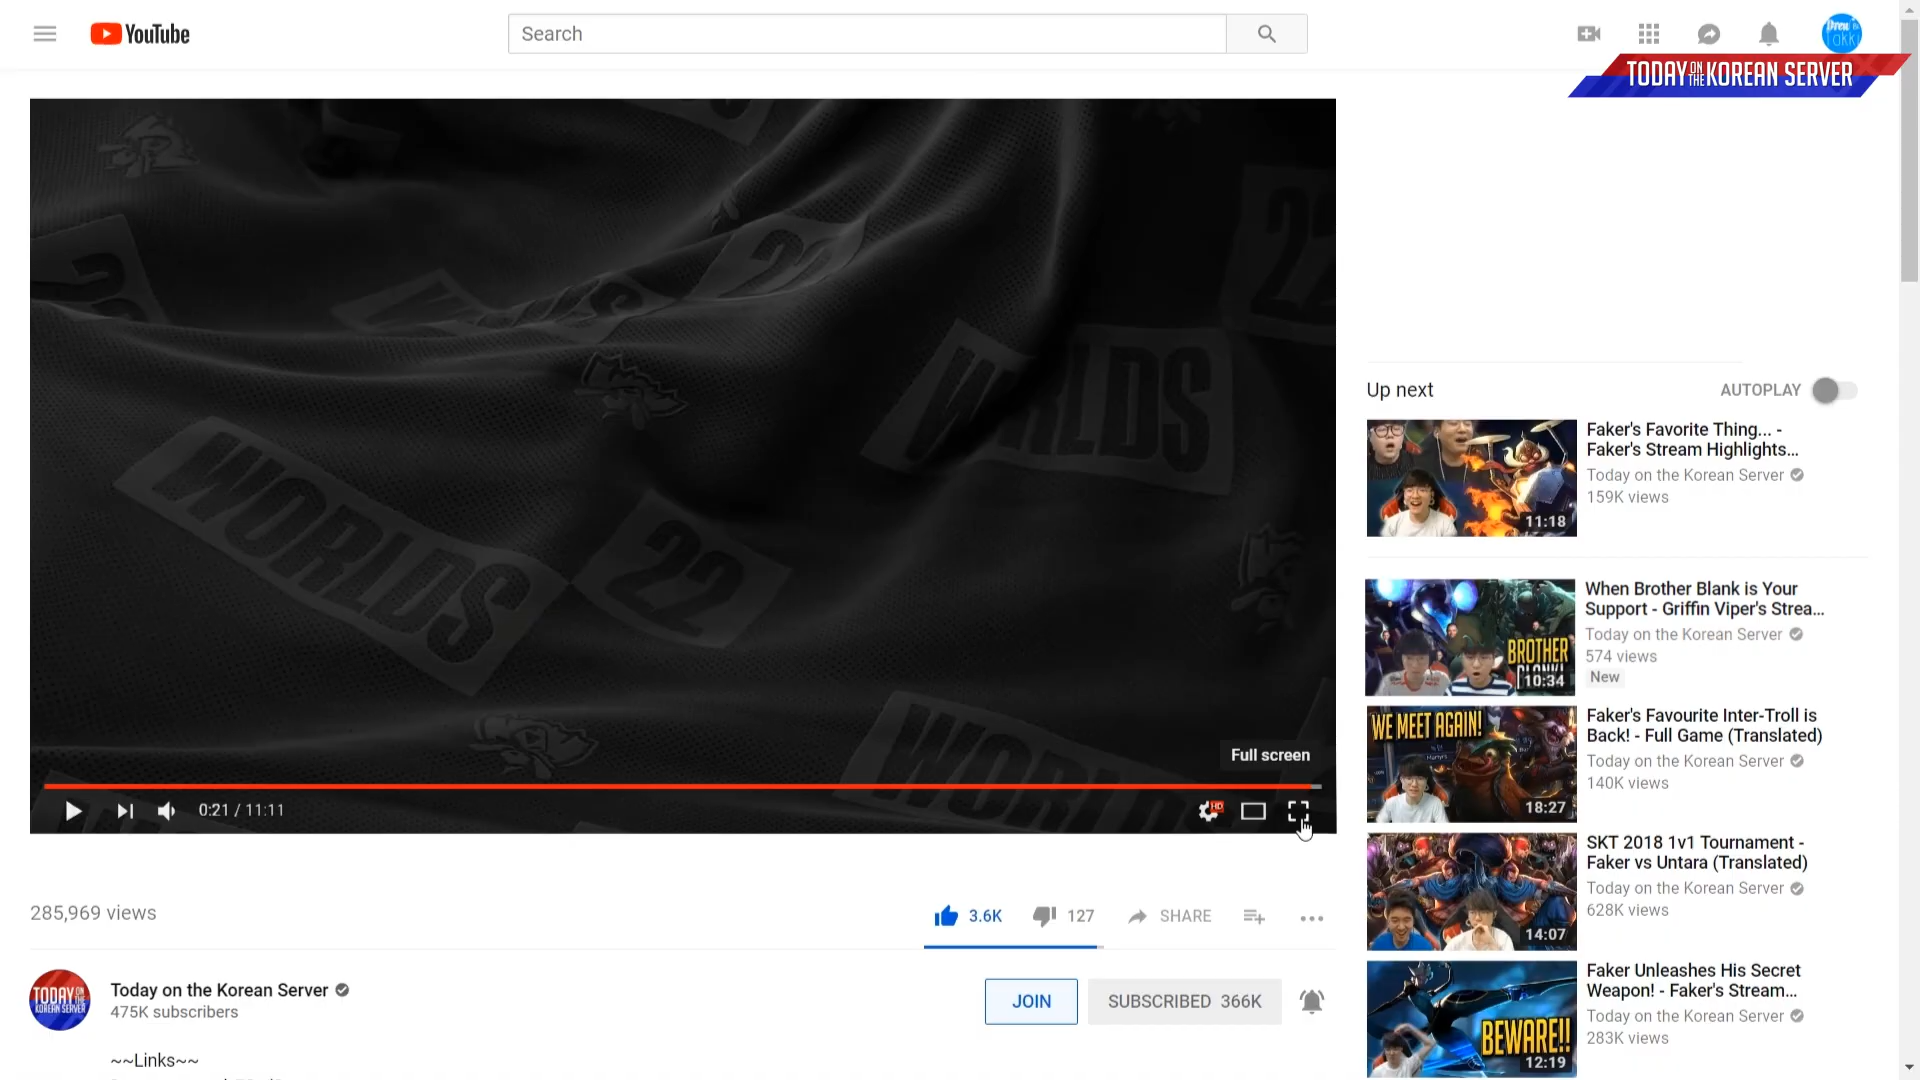 YouTube
Search
TODAY ON THE KOREAN SERVER
22
WORLDS
WORLDS
22
WORLDS
22
WORLDS
Full screen
0:21 / 11:11
HD
285,969 views
3.6K
127
SHARE
Today on the Korean Server
475K subscribers
JOIN
SUBSCRIBED 366K
~~Links~~
Up next
AUTOPLAY
Faker's Favorite Thing... -
Faker's Stream Highlights...
Today on the Korean Server
159K views
11:18
When Brother Blank is Your
Support - Griffin Viper's Strea...
Today on the Korean Server
574 views
New
BROTHER
BLANK!
10:34
Faker's Favourite Inter-Troll is
Back! - Full Game (Translated)
Today on the Korean Server
140K views
WE MEET AGAIN!
18:27
SKT 2018 1v1 Tournament -
Faker vs Untara (Translated)
Today on the Korean Server
628K views
14:07
Faker Unleashes His Secret
Weapon! - Faker's Stream...
Today on the Korean Server
283K views
BEWARE!!
12:19